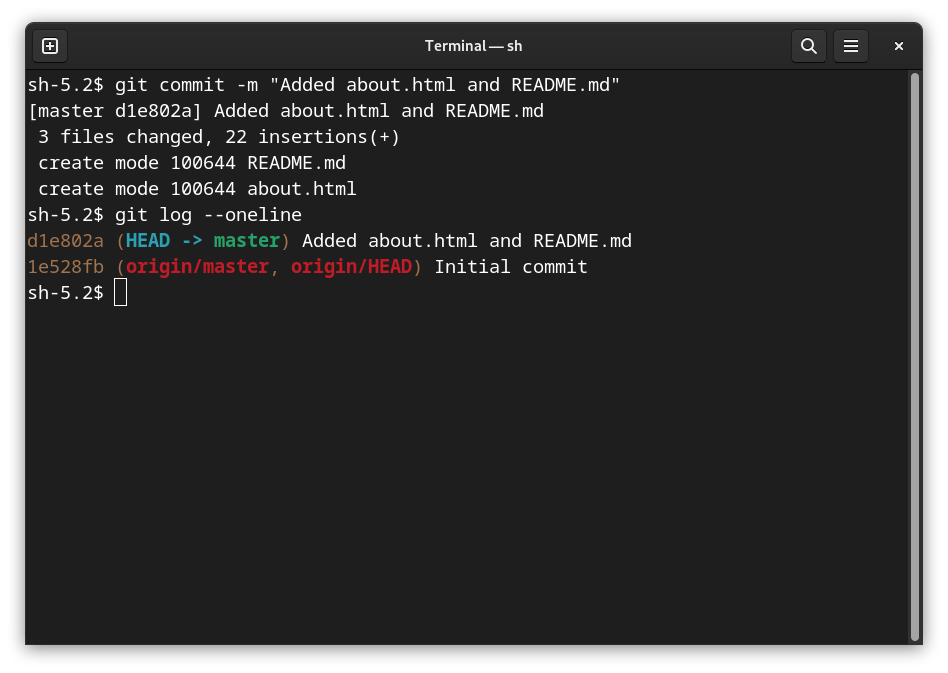 Terminal — sh
sh-5.2$ git commit -m "Added about.html and README.md"
[master d1e802a] Added about.html and README.md
 3 files changed, 22 insertions(+)
 create mode 100644 README.md
 create mode 100644 about.html
sh-5.2$ git log --oneline
d1e802a (HEAD -> master) Added about.html and README.md
1e528fb (origin/master, origin/HEAD) Initial commit
sh-5.2$